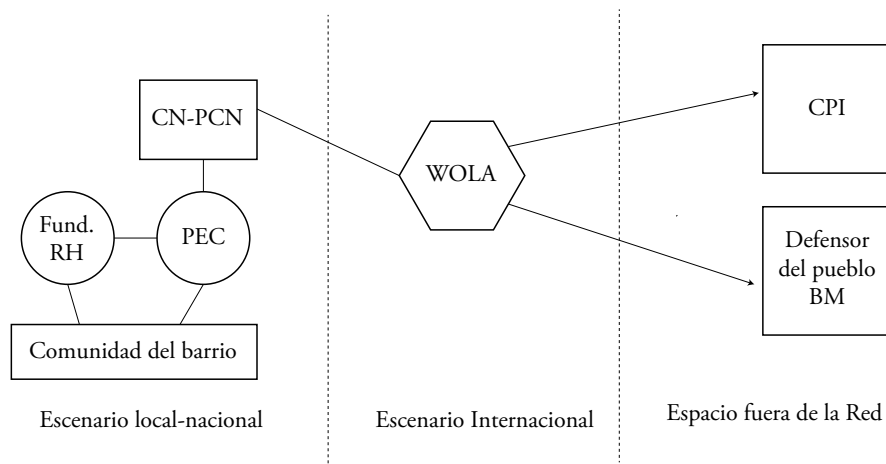 CN-PCN
Fund.
RH
PEC
Comunidad del barrio
Escenario local-nacional
WOLA
Escenario Internacional
CPI
Defensor
del pueblo
BM
Espacio fuera de la Red